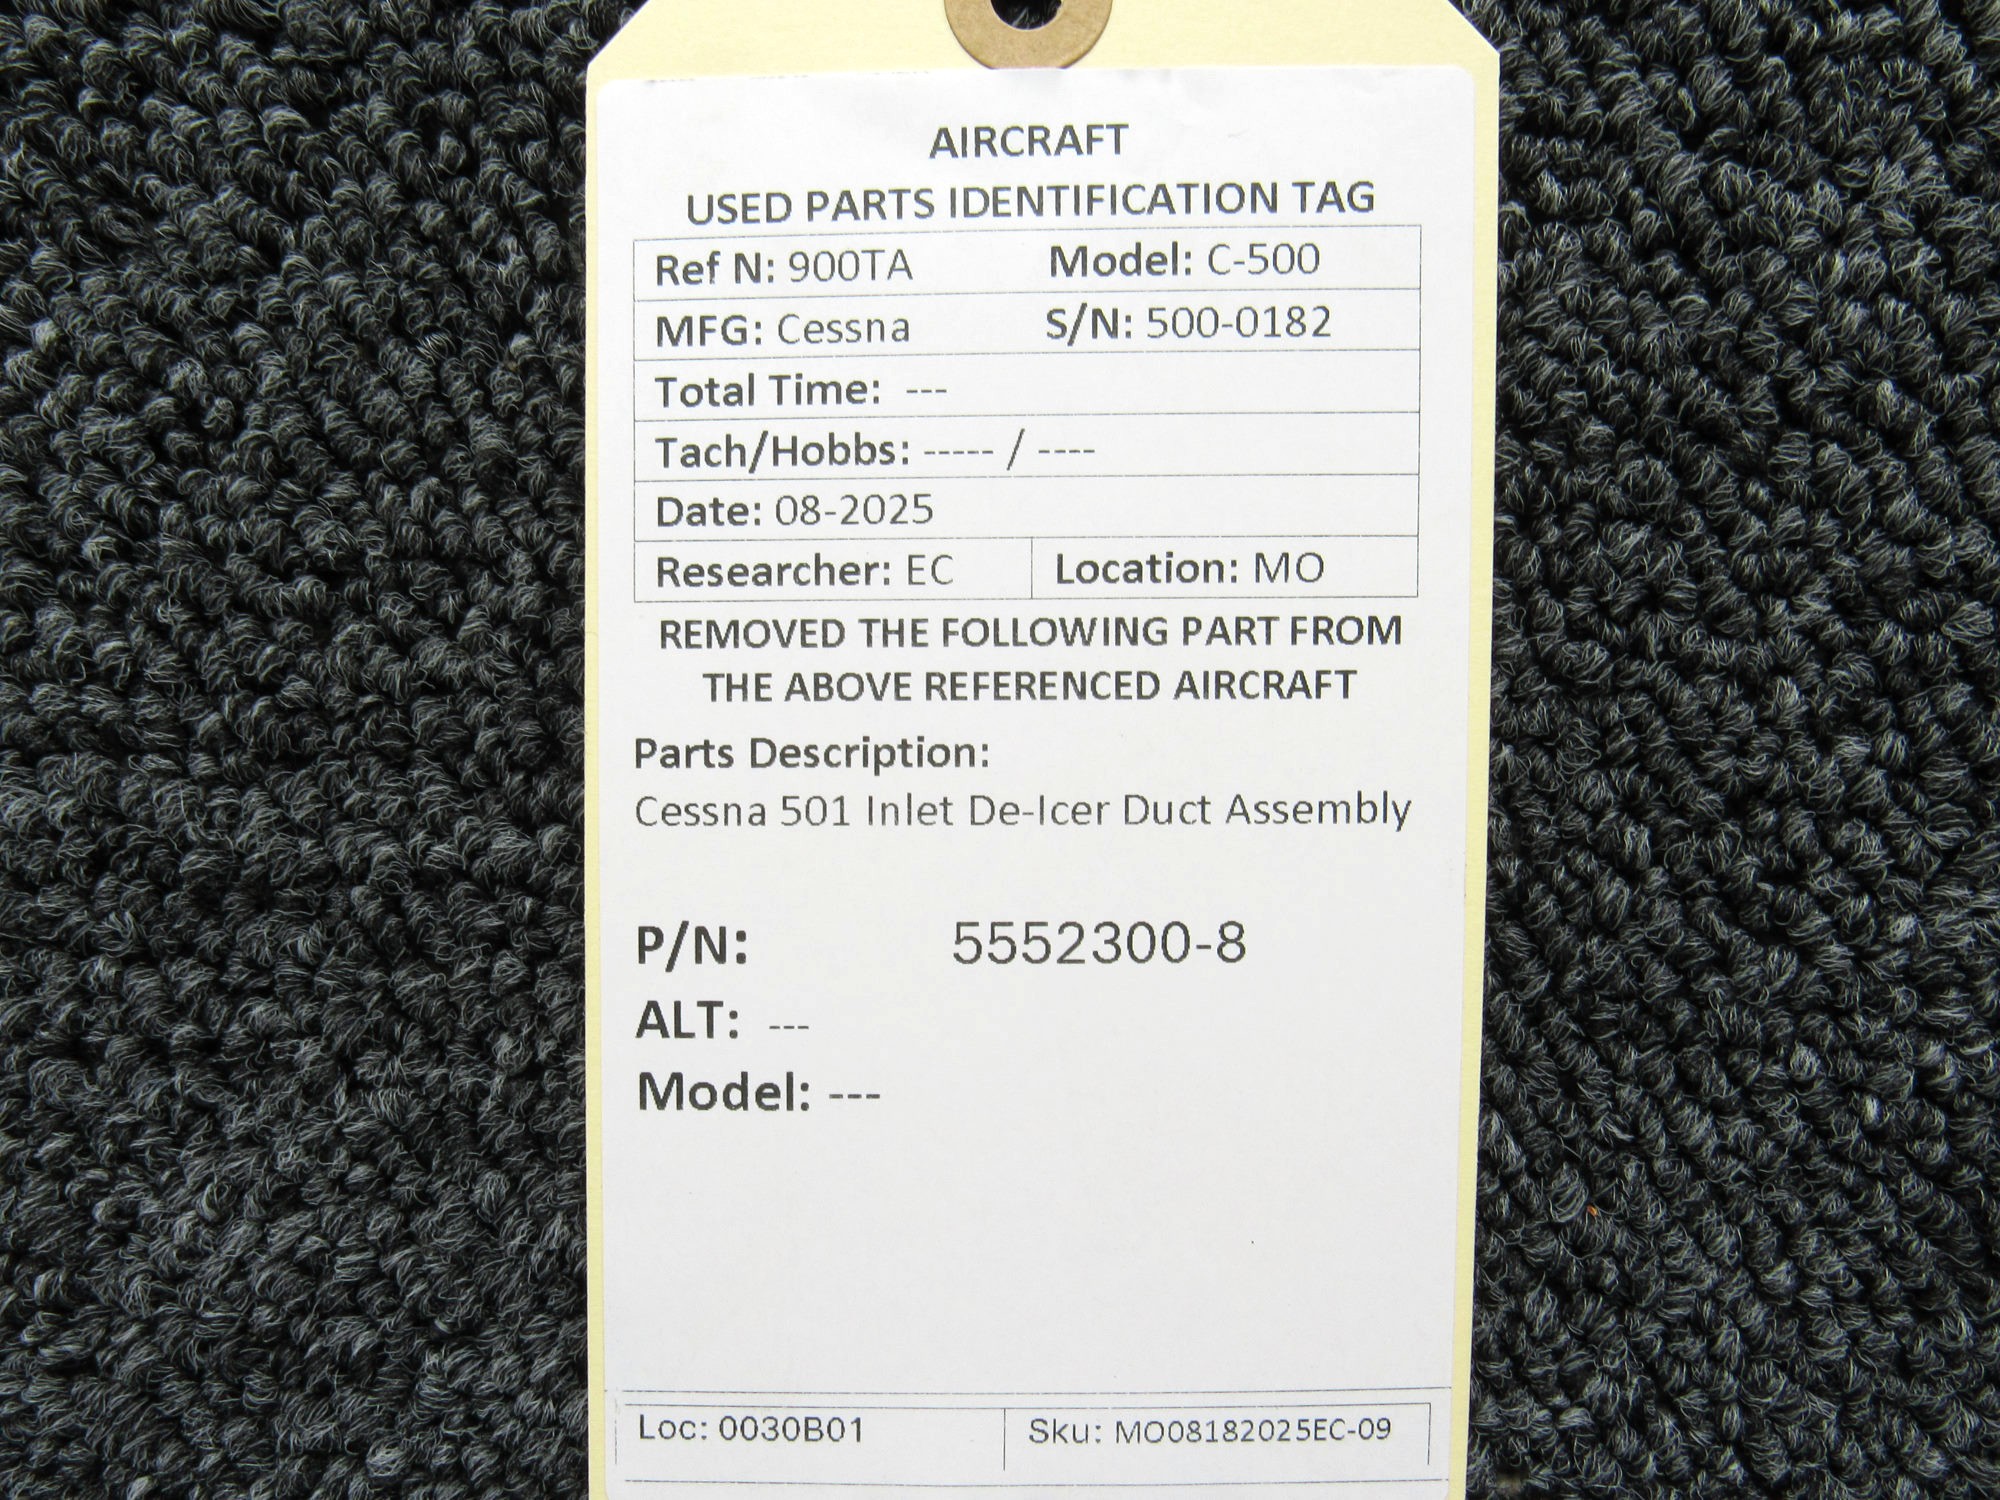 AIRCRAFT
USED PARTS IDENTIFICATION TAG
Ref N: 900TA Model: C-500
MFG: Cessna S/N: 500-0182
Total Time: ---
Tach/Hobbs: ----- / ----
Date: 08-2025
Researcher: EC Location: MO
REMOVED THE FOLLOWING PART FROM
THE ABOVE REFERENCED AIRCRAFT
Parts Description:
Cessna 501 Inlet De-Icer Duct Assembly
P/N: 5552300-8
ALT: ---
Model: ---
Loc: 0030B01 Sku: MO08182025EC-09